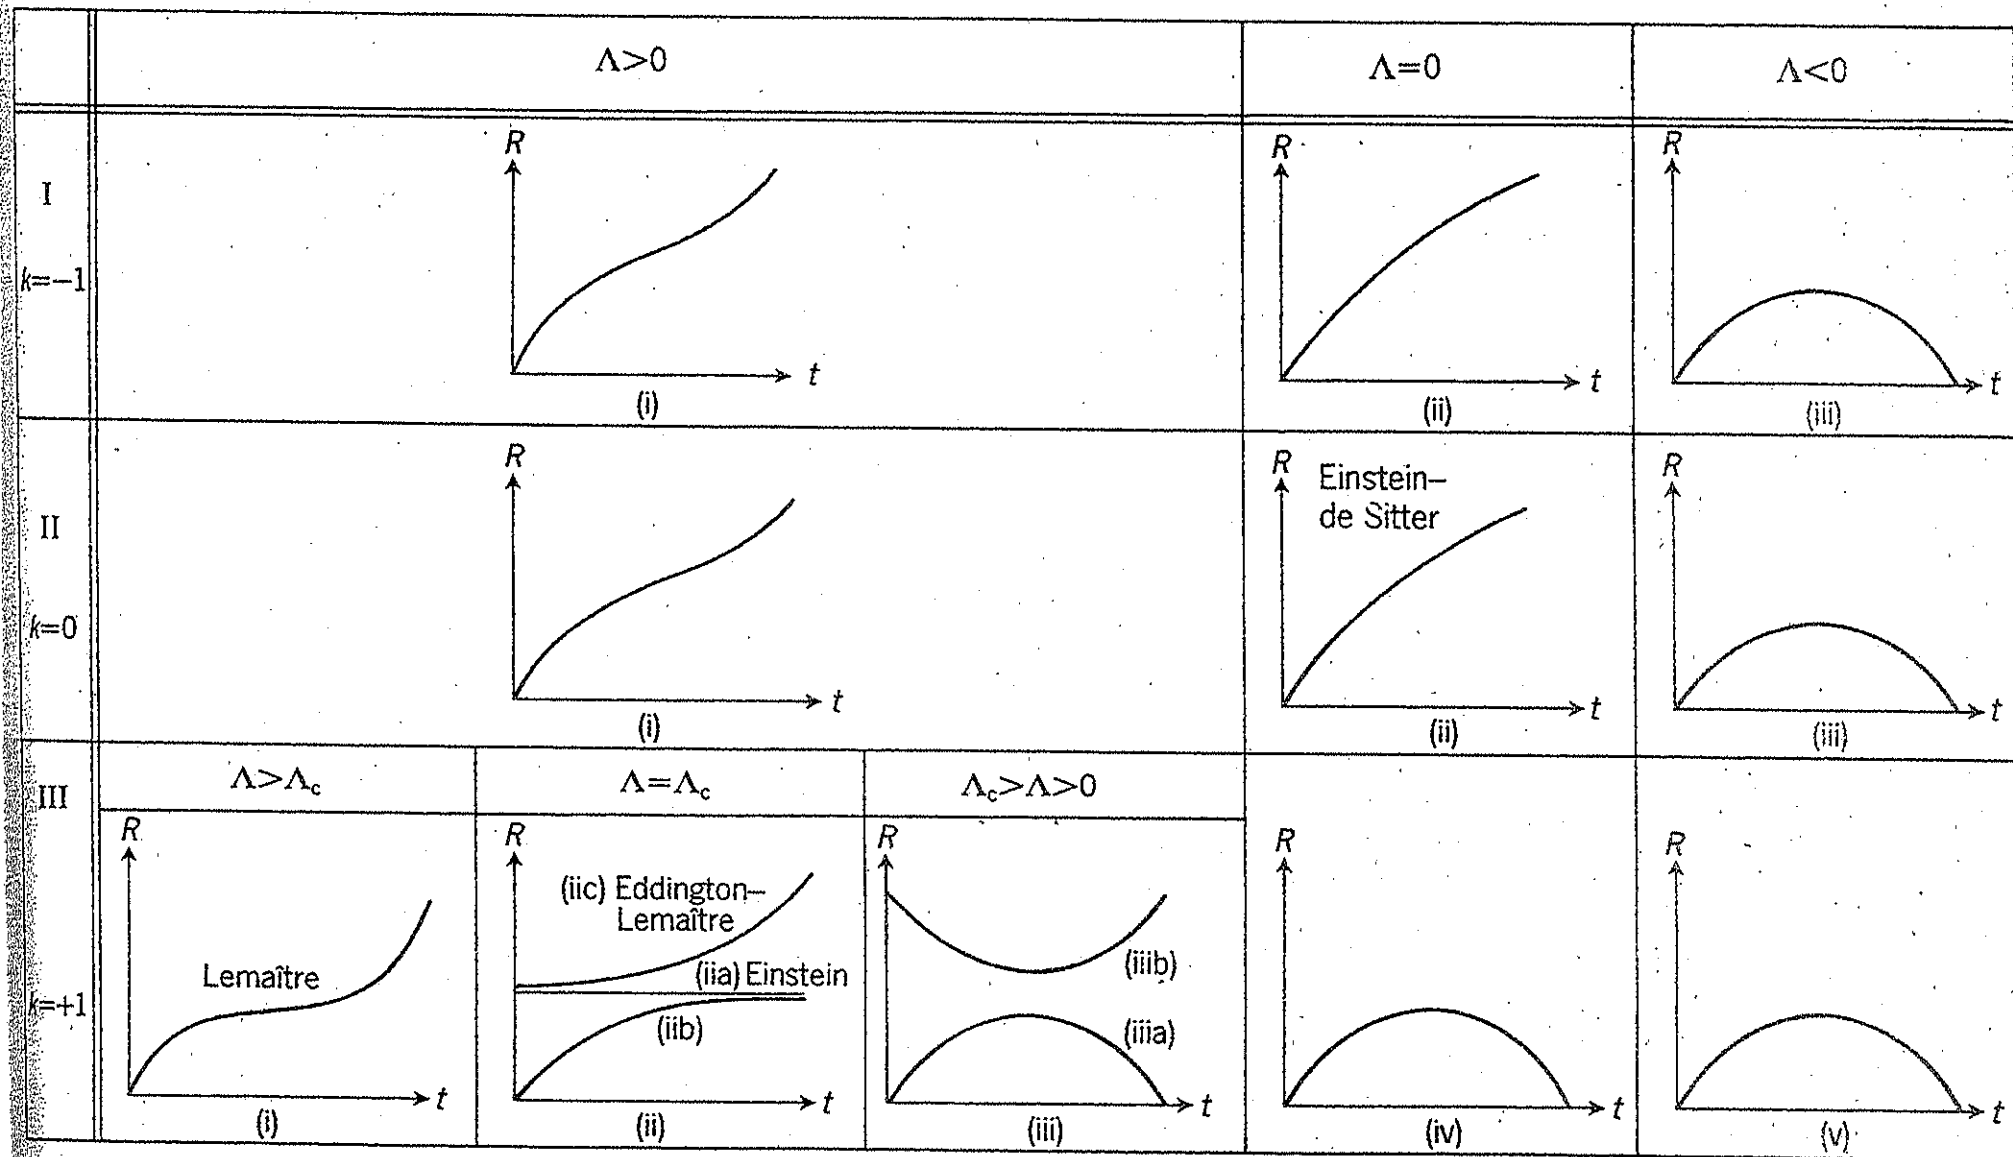 Λ>0
Λ=0
Λ<0
I
k=−1
R
t
(i)
R
t
(ii)
R
t
(iii)
II
k=0
R
t
(i)
R
Einstein–
de Sitter
t
(ii)
R
t
(iii)
III
k=+1
Λ>Λc
Λ=Λc
Λc>Λ>0
R
Lemaître
t
(i)
R
(iic) Eddington–
Lemaître
(iia) Einstein
(iib)
t
(ii)
R
(iiib)
(iiia)
t
(iii)
R
t
(iv)
R
t
(v)